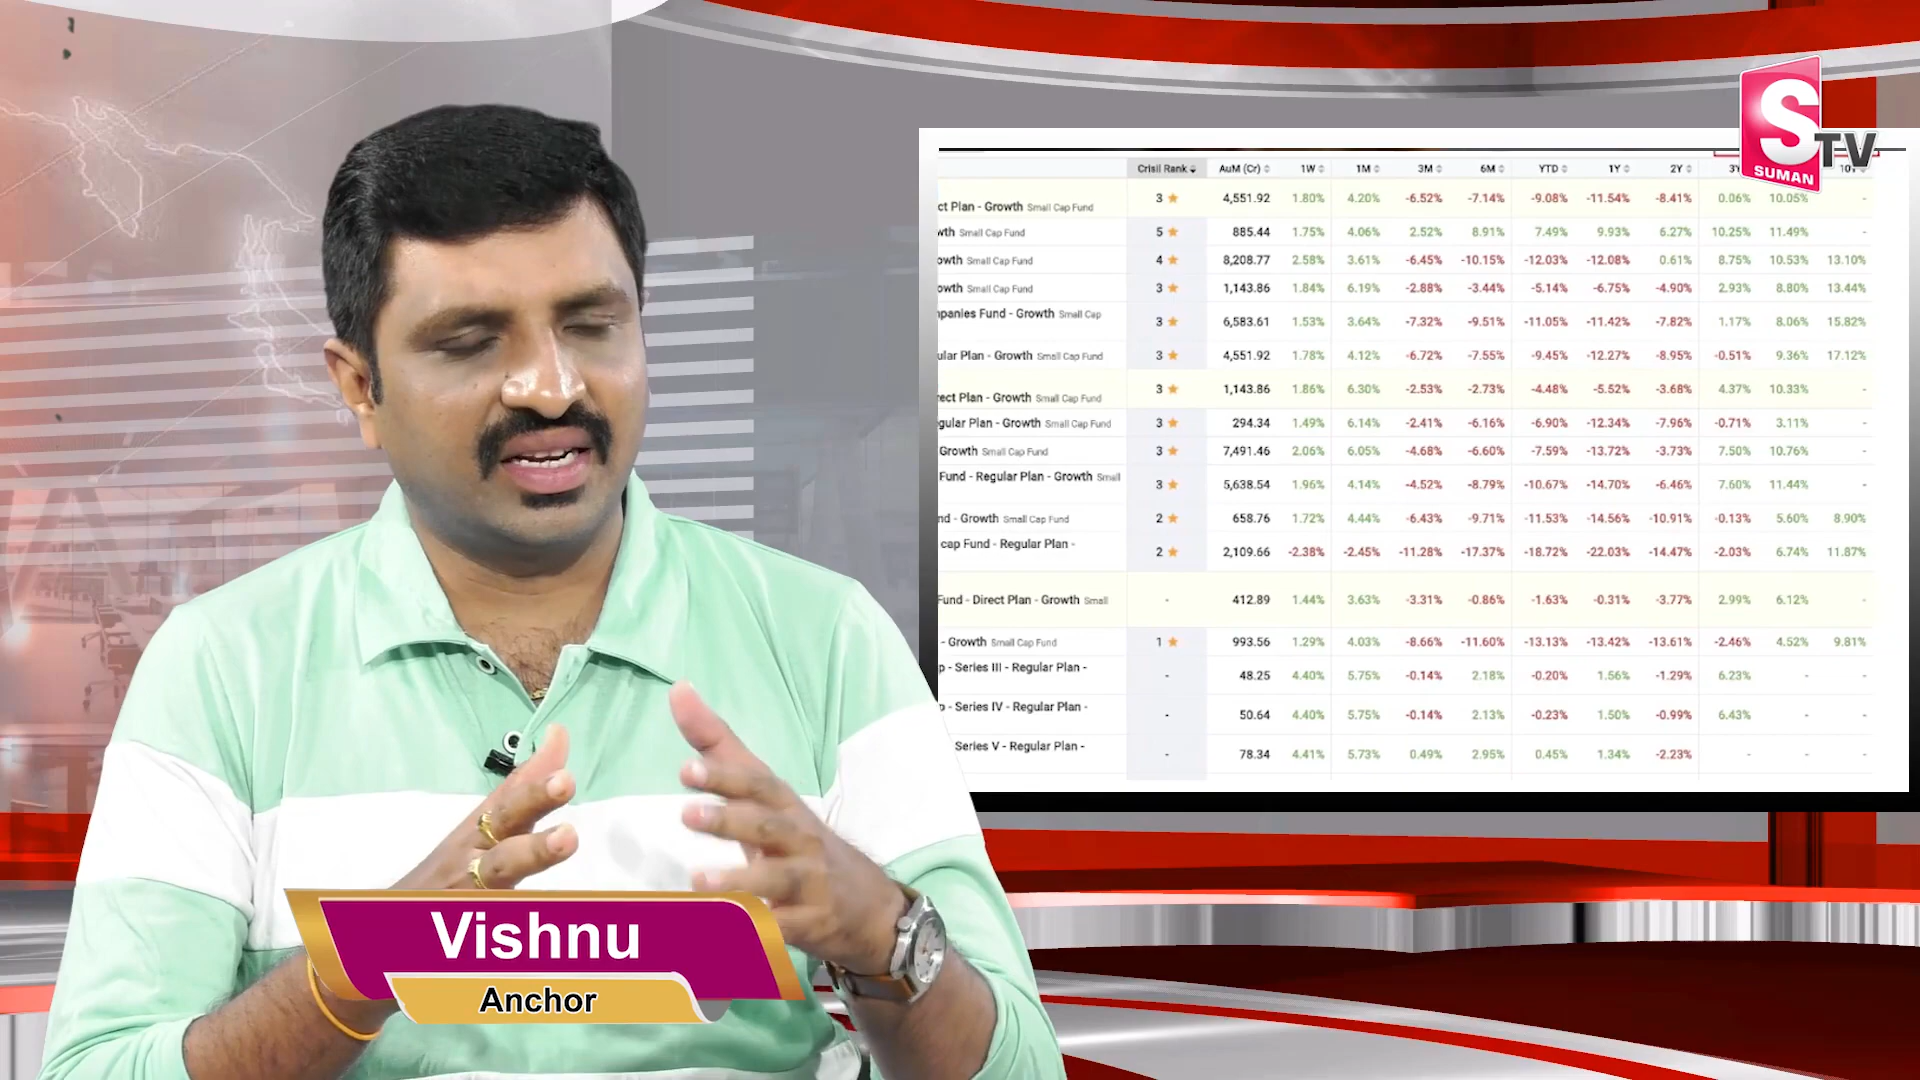 S TV
SUMAN
Crisil Rank AuM (Cr) 1W 1M 3M 6M YTD 1Y 2Y 3Y 10Y
ct Plan - Growth Small Cap Fund 3 4,551.92 1.80% 4.20% -6.52% -7.14% -9.08% -11.54% -8.41% 0.06% 10.05% -
wth Small Cap Fund 5 885.44 1.75% 4.06% 2.52% 8.91% 7.49% 9.93% 6.27% 10.25% 11.49% -
owth Small Cap Fund 4 8,208.77 2.58% 3.61% -6.45% -10.15% -12.03% -12.08% 0.61% 8.75% 10.53% 13.10%
owth Small Cap Fund 3 1,143.86 1.84% 6.19% -2.88% -3.44% -5.14% -6.75% -4.90% 2.93% 8.80% 13.44%
mpanies Fund - Growth Small Cap 3 6,583.61 1.53% 3.64% -7.32% -9.51% -11.05% -11.42% -7.82% 1.17% 8.06% 15.82%
ular Plan - Growth Small Cap Fund 3 4,551.92 1.78% 4.12% -6.72% -7.55% -9.45% -12.27% -8.95% -0.51% 9.36% 17.12%
rect Plan - Growth Small Cap Fund 3 1,143.86 1.86% 6.30% -2.53% -2.73% -4.48% -5.52% -3.68% 4.37% 10.33% -
gular Plan - Growth Small Cap Fund 3 294.34 1.49% 6.14% -2.41% -6.16% -6.90% -12.34% -7.96% -0.71% 3.11% -
Growth Small Cap Fund 3 7,491.46 2.06% 6.05% -4.68% -6.60% -7.59% -13.72% -3.73% 7.50% 10.76% -
Fund - Regular Plan - Growth Small 3 5,638.54 1.96% 4.14% -4.52% -8.79% -10.67% -14.70% -6.46% 7.60% 11.44% -
nd - Growth Small Cap Fund 2 658.76 1.72% 4.44% -6.43% -9.71% -11.53% -14.56% -10.91% -0.13% 5.60% 8.90%
cap Fund - Regular Plan - 2 2,109.66 -2.38% -2.45% -11.28% -17.37% -18.72% -22.03% -14.47% -2.03% 6.74% 11.87%
Fund - Direct Plan - Growth Small - 412.89 1.44% 3.63% -3.31% -0.86% -1.63% -0.31% -3.77% 2.99% 6.12% -
- Growth Small Cap Fund 1 993.56 1.29% 4.03% -8.66% -11.60% -13.13% -13.42% -13.61% -2.46% 4.52% 9.81%
p - Series III - Regular Plan - - 48.25 4.40% 5.75% -0.14% 2.18% -0.20% 1.56% -1.29% 6.23% - -
p - Series IV - Regular Plan - - 50.64 4.40% 5.75% -0.14% 2.13% -0.23% 1.50% -0.99% 6.43% - -
Series V - Regular Plan - - 78.34 4.41% 5.73% 0.49% 2.95% 0.45% 1.34% -2.23% - - -
Vishnu
Anchor